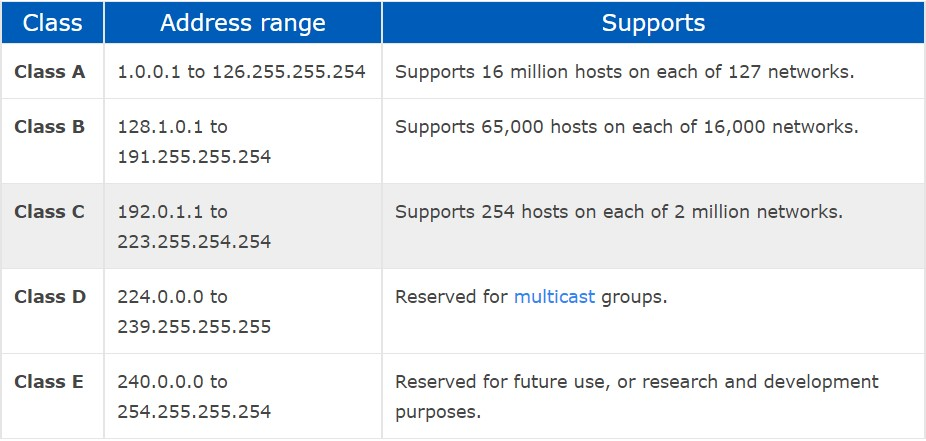 Class Address range Supports
Class A 1.0.0.1 to 126.255.255.254 Supports 16 million hosts on each of 127 networks.
Class B 128.1.0.1 to Supports 65,000 hosts on each of 16,000 networks.
191.255.255.254
Class C 192.0.1.1 to Supports 254 hosts on each of 2 million networks.
223.255.254.254
Class D 224.0.0.0 to Reserved for multicast groups.
239.255.255.255
Class E 240.0.0.0 to Reserved for future use, or research and development
254.255.255.254 purposes.